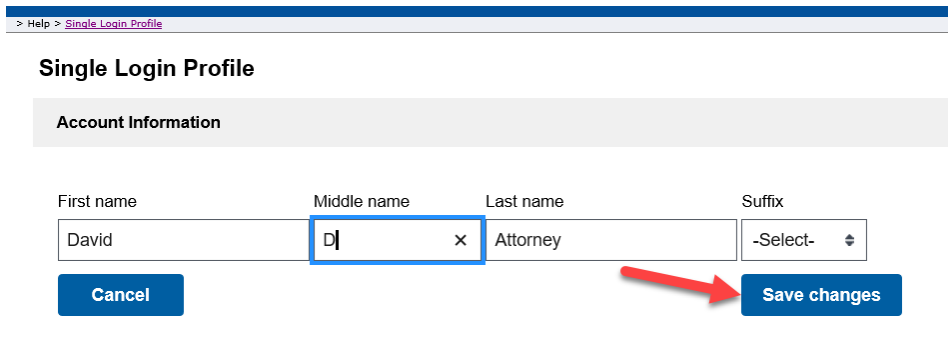 > Help > Single Login Profile
Single Login Profile
Account Information
First name Middle name Last name Suffix
David D × Attorney -Select-
Cancel Save changes